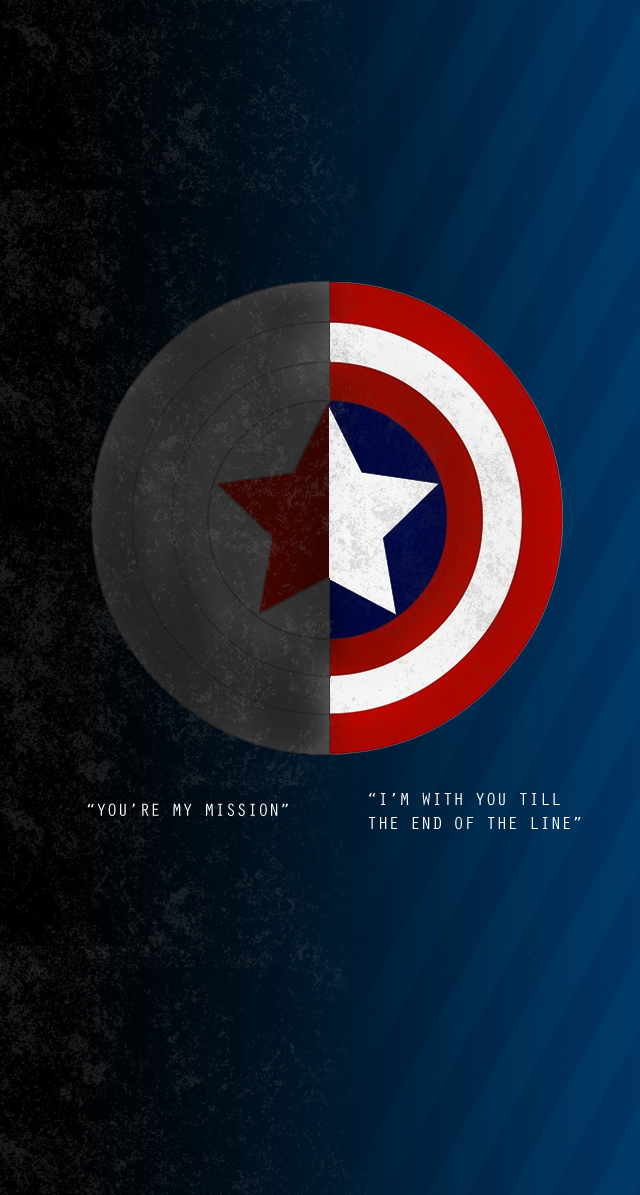 “YOU’RE MY MISSION”
“I’M WITH YOU TILL
THE END OF THE LINE”